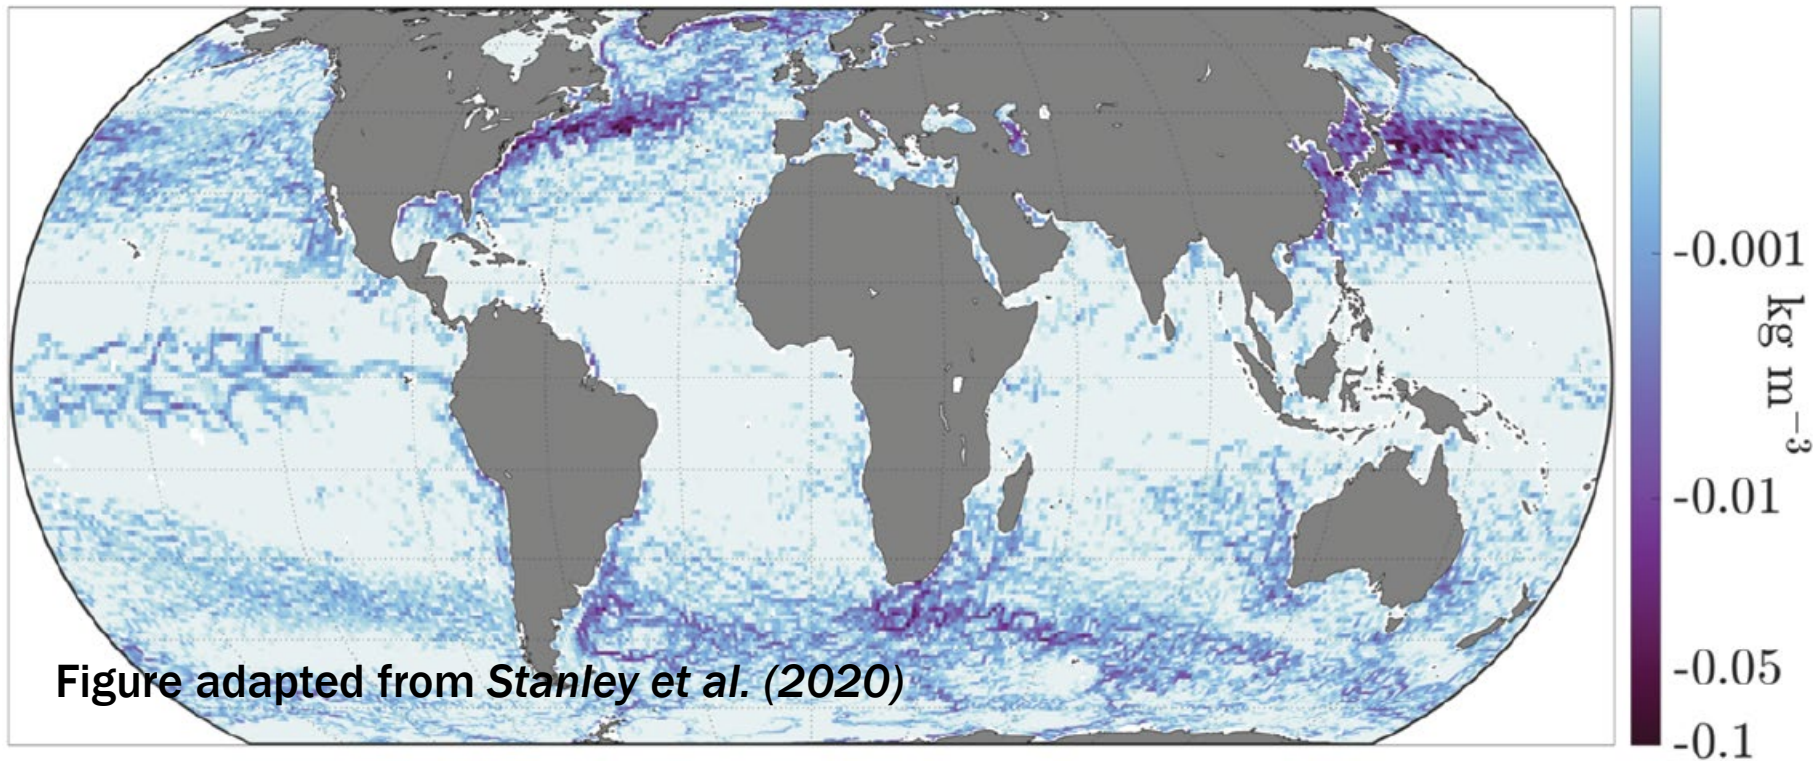 -0.001
-0.01
-0.05
-0.1
kg m⁻³
Figure adapted from Stanley et al. (2020)